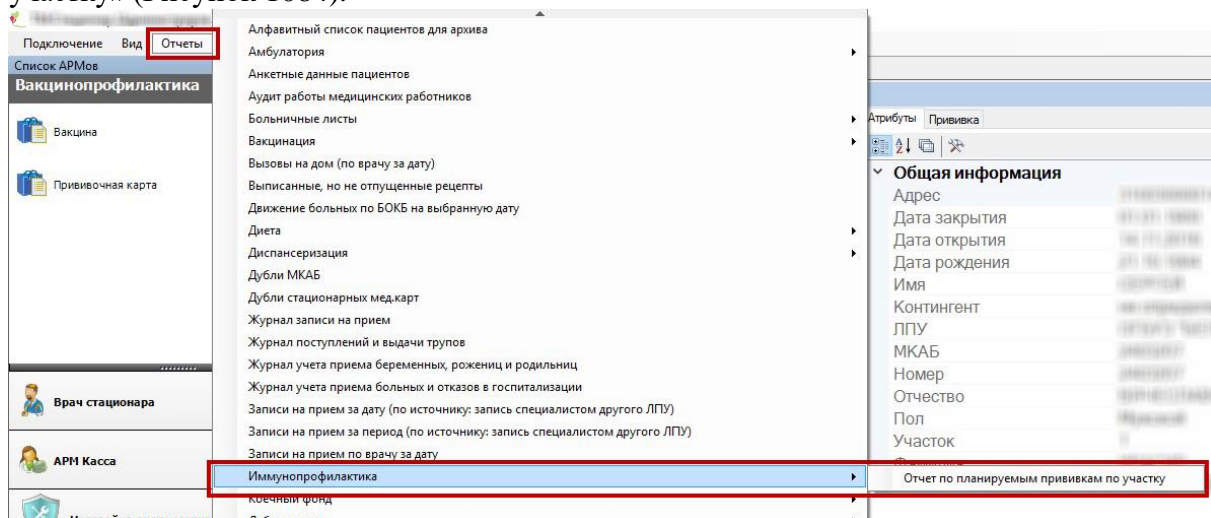 Подключение Вид Отчеты
Список АРМов
Вакцинопрофилактика
Вакцина
Прививочная карта
Врач стационара
АРМ Касса
Алфавитный список пациентов для архива
Амбулатория
Анкетные данные пациентов
Аудит работы медицинских работников
Больничные листы
Вакцинация
Вызовы на дом (по врачу за дату)
Выписанные, но не отпущенные рецепты
Движение больных по БОКБ на выбранную дату
Диета
Диспансеризация
Дубли МКАБ
Дубли стационарных мед.карт
Журнал записи на прием
Журнал поступлений и выдачи трупов
Журнал учета приема беременных, рожениц и родильниц
Журнал учета приема больных и отказов в госпитализации
Записи на прием за дату (по источнику: запись специалистом другого ЛПУ)
Записи на прием за период (по источнику: запись специалистом другого ЛПУ)
Записи на прием по врачу за дату
Иммунопрофилактика
Коечный фонд
Атрибуты Прививка
Общая информация
Адрес
Дата закрытия
Дата открытия
Дата рождения
Имя
Контингент
ЛПУ
МКАБ
Номер
Отчество
Пол
Участок
Отчет по планируемым прививкам по участку